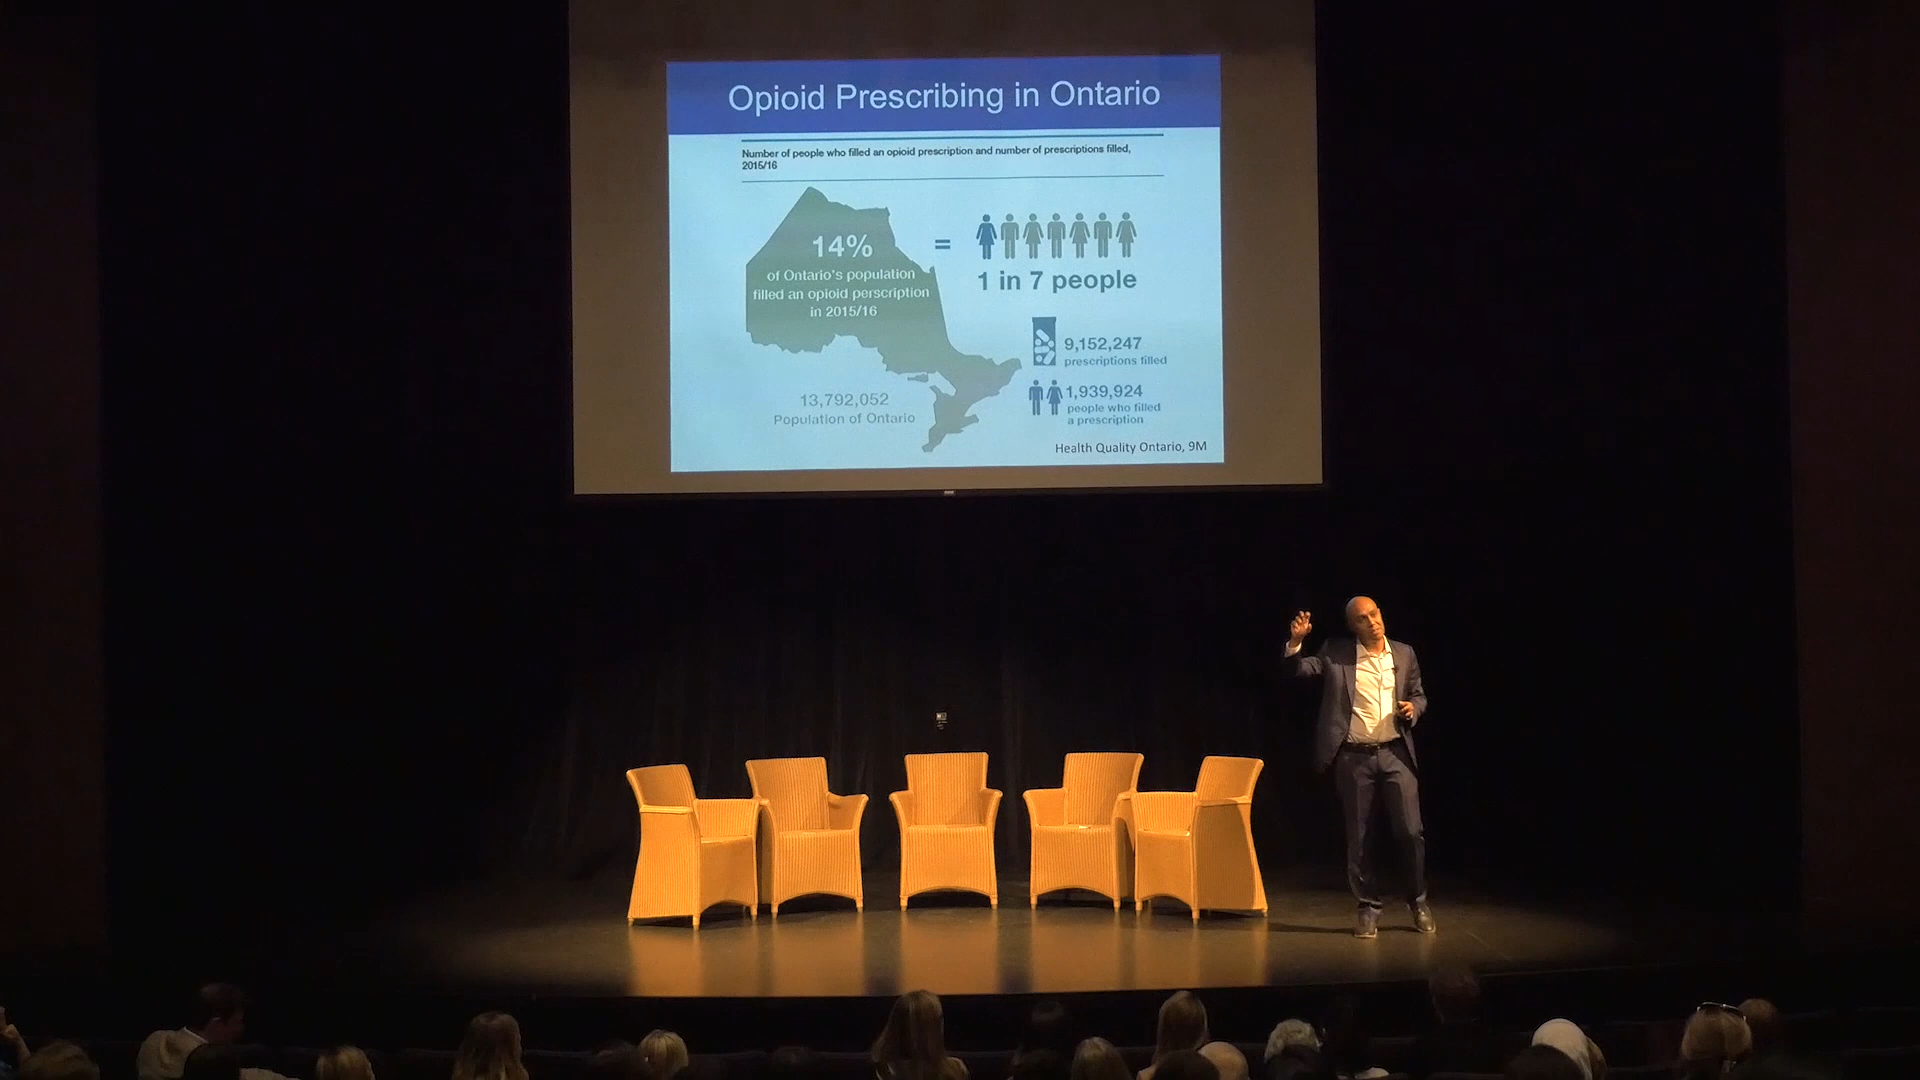 Opioid Prescribing in Ontario
Number of people who filled an opioid prescription and number of prescriptions filled,
2015/16
14%
of Ontario's population
filled an opioid perscription
in 2015/16
=
1 in 7 people
9,152,247
prescriptions filled
1,939,924
people who filled
a prescription
13,792,052
Population of Ontario
Health Quality Ontario, 9M